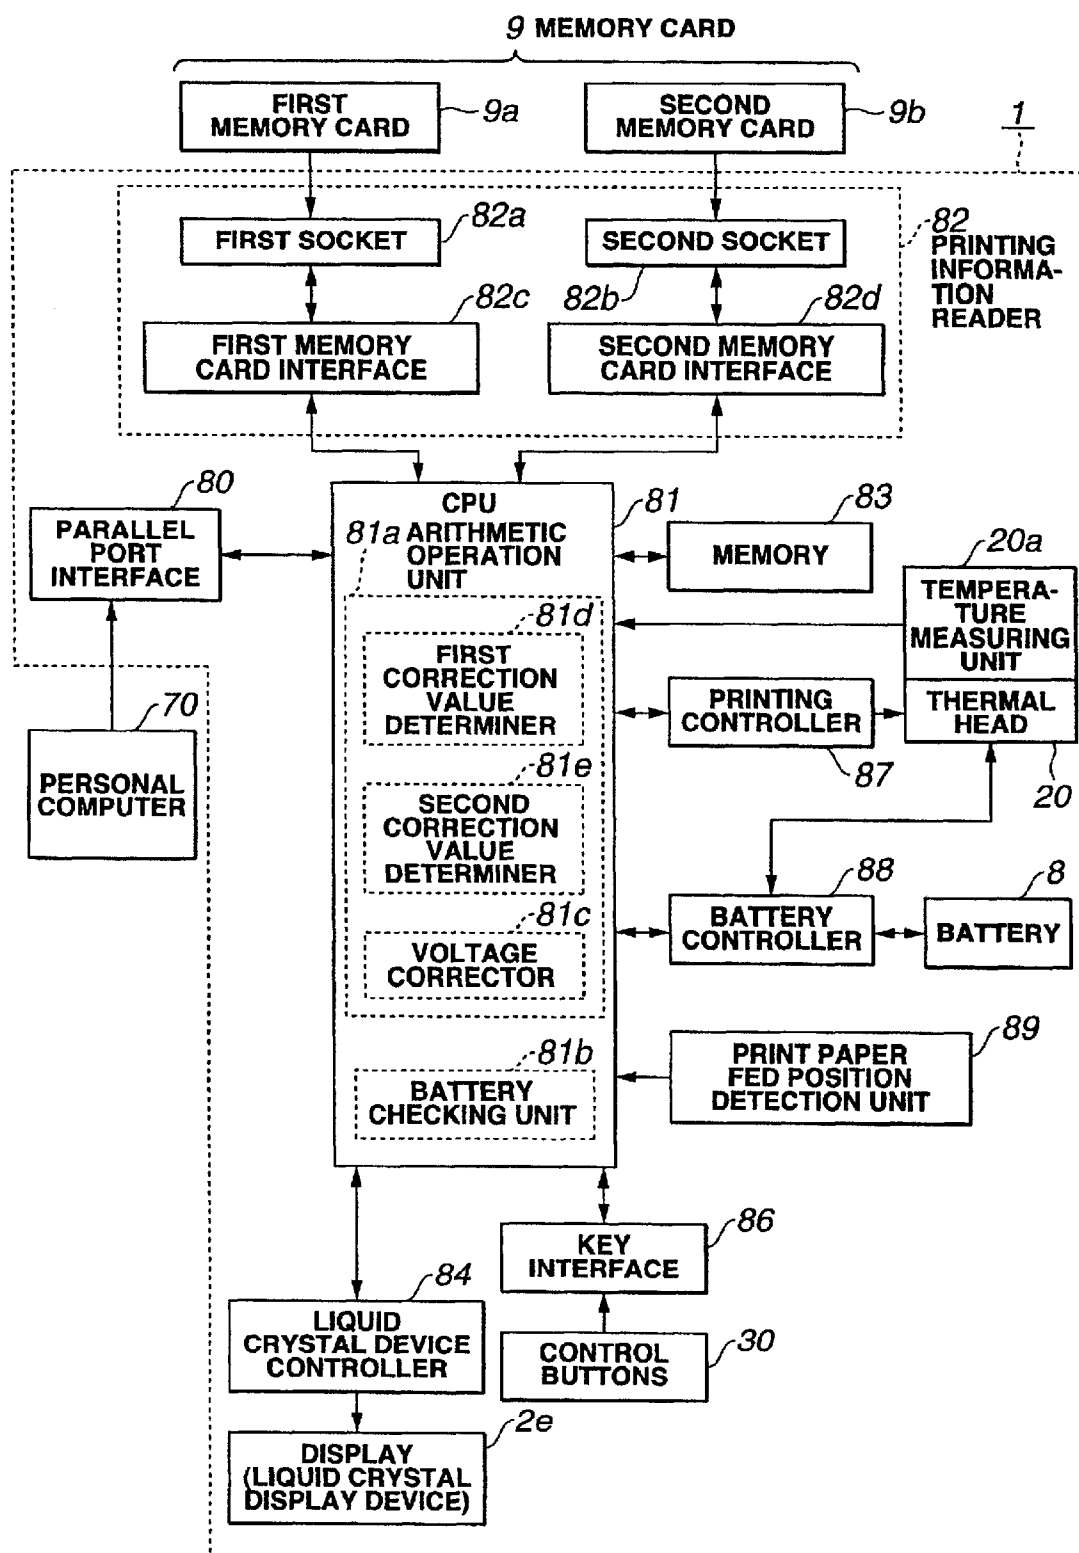 9 MEMORY CARD
FIRST
MEMORY CARD
9a
SECOND
MEMORY CARD
9b
1
82a
FIRST SOCKET
SECOND SOCKET
82
PRINTING
INFORMA-
TION
READER
82c
82b
82d
FIRST MEMORY
CARD INTERFACE
SECOND MEMORY
CARD INTERFACE
80
PARALLEL
PORT
INTERFACE
CPU
81
81a
ARITHMETIC
OPERATION
UNIT
83
MEMORY
20a
TEMPERA-
TURE
MEASURING
UNIT
81d
FIRST
CORRECTION
VALUE
DETERMINER
PRINTING
CONTROLLER
87
THERMAL
HEAD
20
70
PERSONAL
COMPUTER
81e
SECOND
CORRECTION
VALUE
DETERMINER
88
BATTERY
CONTROLLER
8
BATTERY
81c
VOLTAGE
CORRECTOR
89
PRINT PAPER
FED POSITION
DETECTION UNIT
81b
BATTERY
CHECKING UNIT
86
KEY
INTERFACE
84
LIQUID
CRYSTAL DEVICE
CONTROLLER
30
CONTROL
BUTTONS
2e
DISPLAY
(LIQUID CRYSTAL
DISPLAY DEVICE)